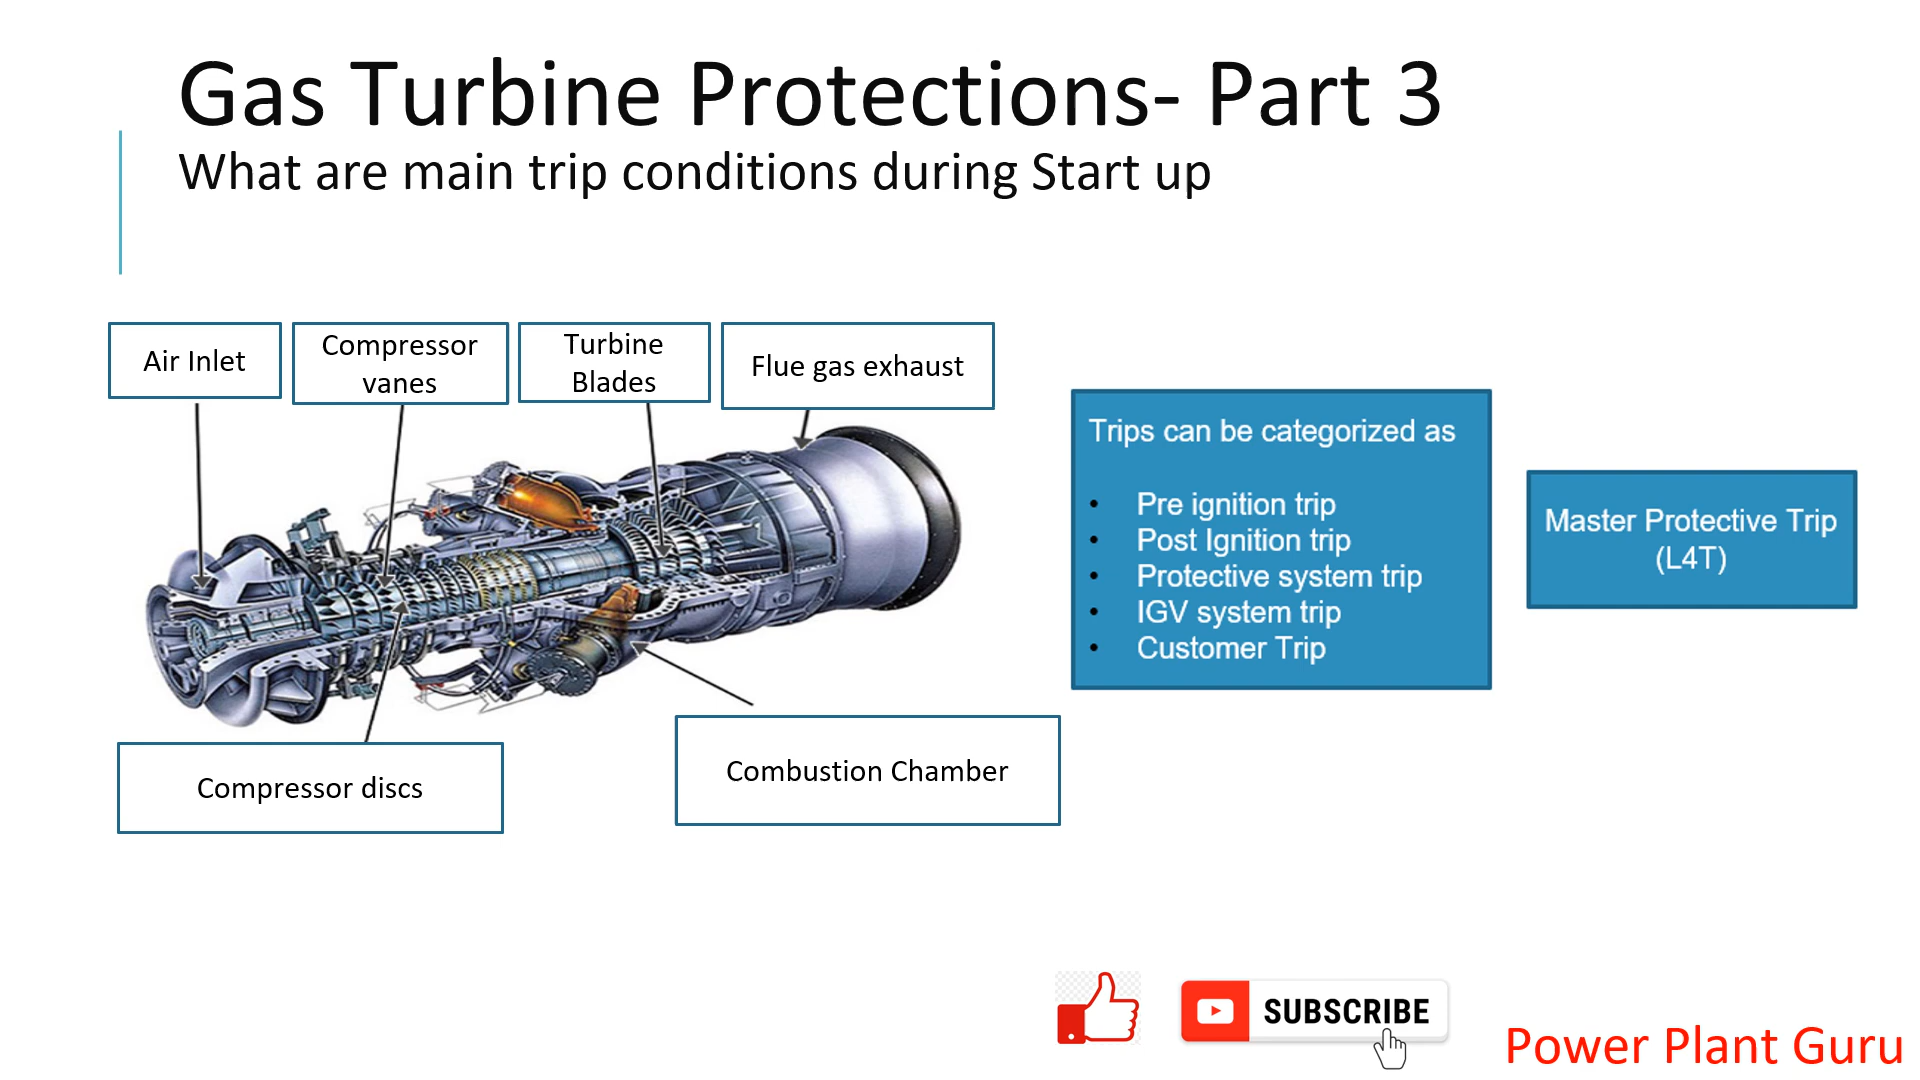 Gas Turbine Protections- Part 3
What are main trip conditions during Start up
Air Inlet
Compressor
vanes
Turbine
Blades
Flue gas exhaust
Compressor discs
Combustion Chamber
Trips can be categorized as
• Pre ignition trip
• Post Ignition trip
• Protective system trip
• IGV system trip
• Customer Trip
Master Protective Trip
(L4T)
SUBSCRIBE
Power Plant Guru